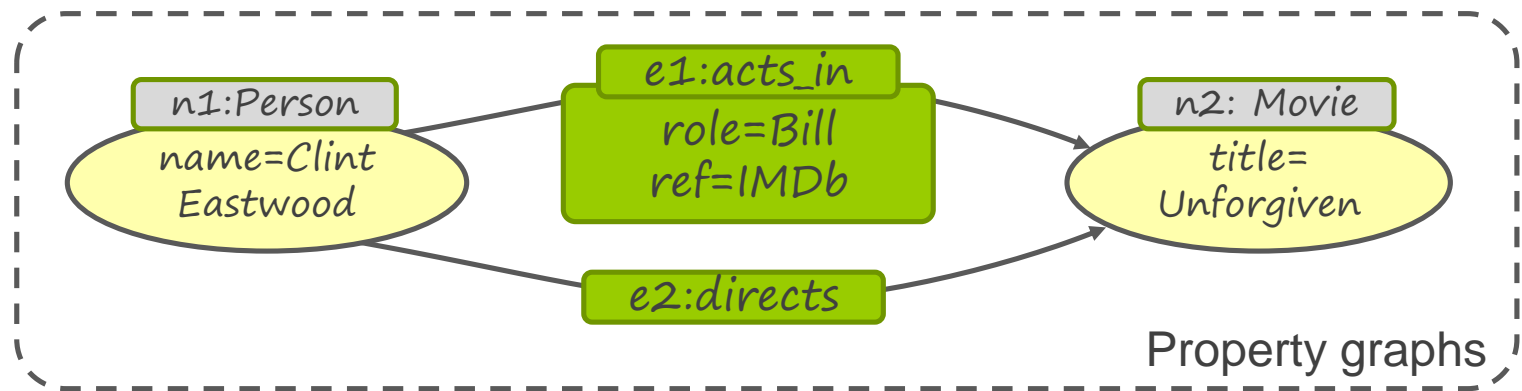 n1:Person
name=Clint
Eastwood
e1:acts_in
role=Bill
ref=IMDb
n2: Movie
title=
Unforgiven
e2:directs
Property graphs